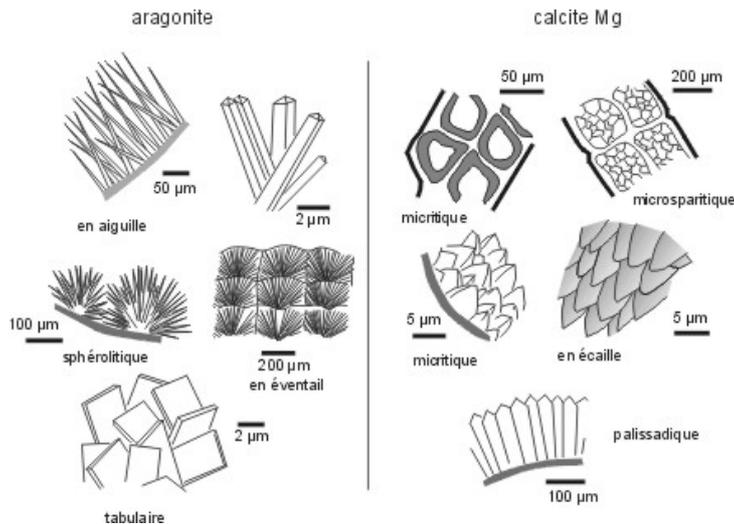 aragonite
50 µm
en aiguille
2 µm
100 µm
sphérolitique
200 µm
en éventail
2 µm
tabulaire
calcite Mg
50 µm
micritique
200 µm
microsparitique
5 µm
micritique
en écaille
5 µm
palissadique
100 µm